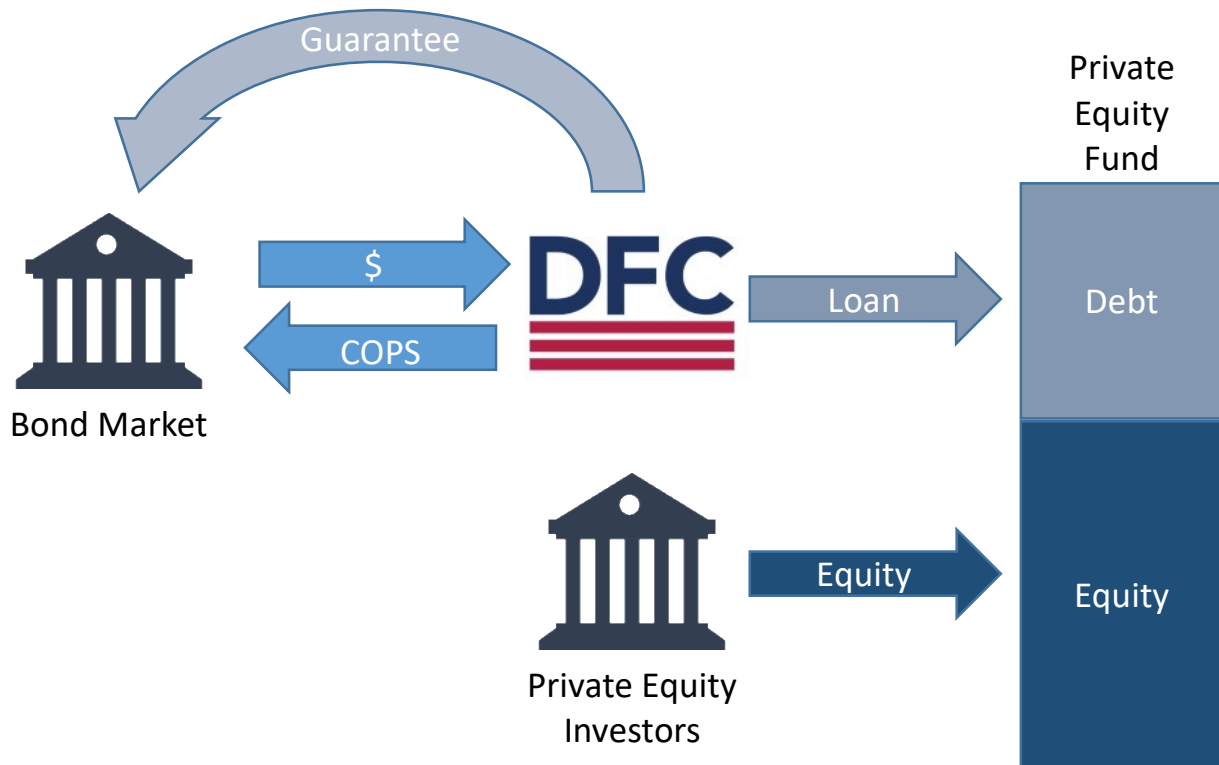 Guarantee
Private
Equity
Fund
$
DFC
Loan
Debt
COPS
Bond Market
Equity
Equity
Private Equity
Investors